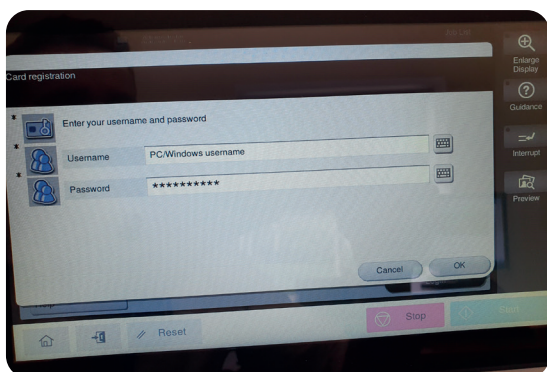 Enlarge
Display
Card registration
Guidance
Enter your username and password
Username
PC/Windows username
Interrupt
Password
**********
Preview
Cancel
OK
Stop
Start
Reset